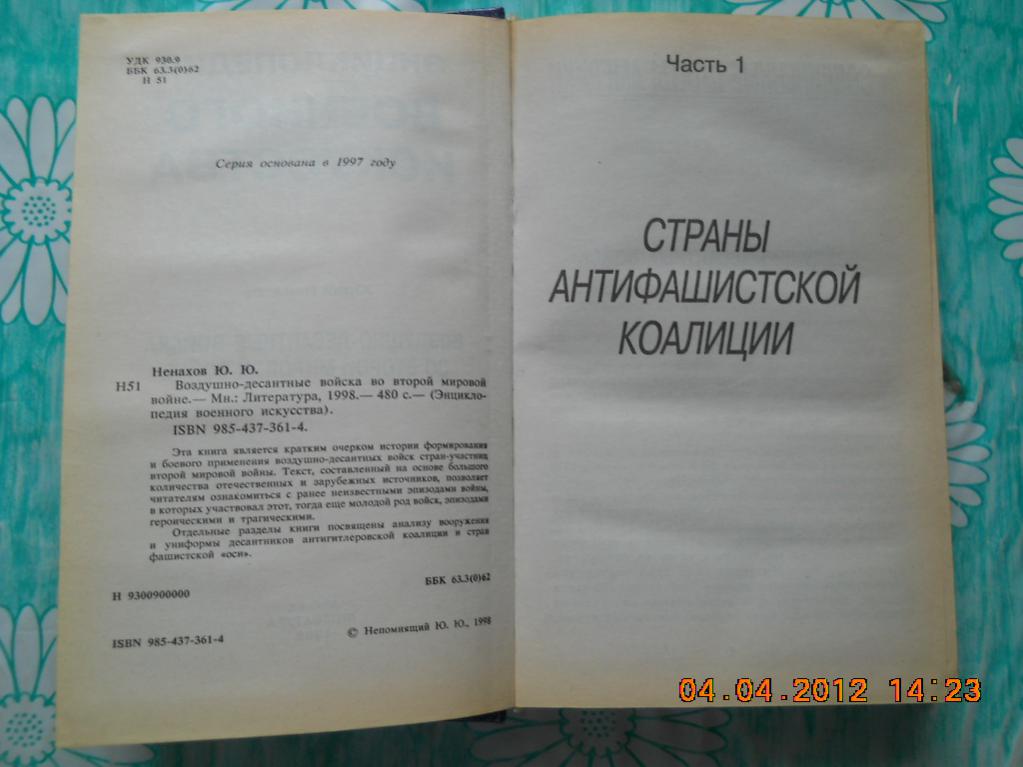 УДК 930.9
ББК 63.3(0)62
Н 51
Серия основана в 1997 году
Ненахов Ю. Ю.
Н51 Воздушно-десантные войска во второй мировой
войне.— Мн.: Литература, 1998.— 480 с.— (Энцикло-
педия военного искусства).
ISBN 985-437-361-4.
Эта книга является кратким очерком истории формирования
и боевого применения воздушно-десантных войск стран-участниц
второй мировой войны. Текст, составленный на основе большого
количества отечественных и зарубежных источников, позволяет
читателям ознакомиться с ранее неизвестными эпизодами войны,
в которых участвовал этот, тогда еще молодой род войск, эпизодами
героическими и трагическими.
Отдельные разделы книги посвящены анализу вооружения
и униформы десантников антигитлеровской коалиции и стран
фашистской «оси».
ББК 63.3(0)62
Н 9300900000
© Непомнящий Ю. Ю., 1998
ISBN 985-437-361-4
Часть 1
СТРАНЫ
АНТИФАШИСТСКОЙ
КОАЛИЦИИ
04.04.2012 14:23